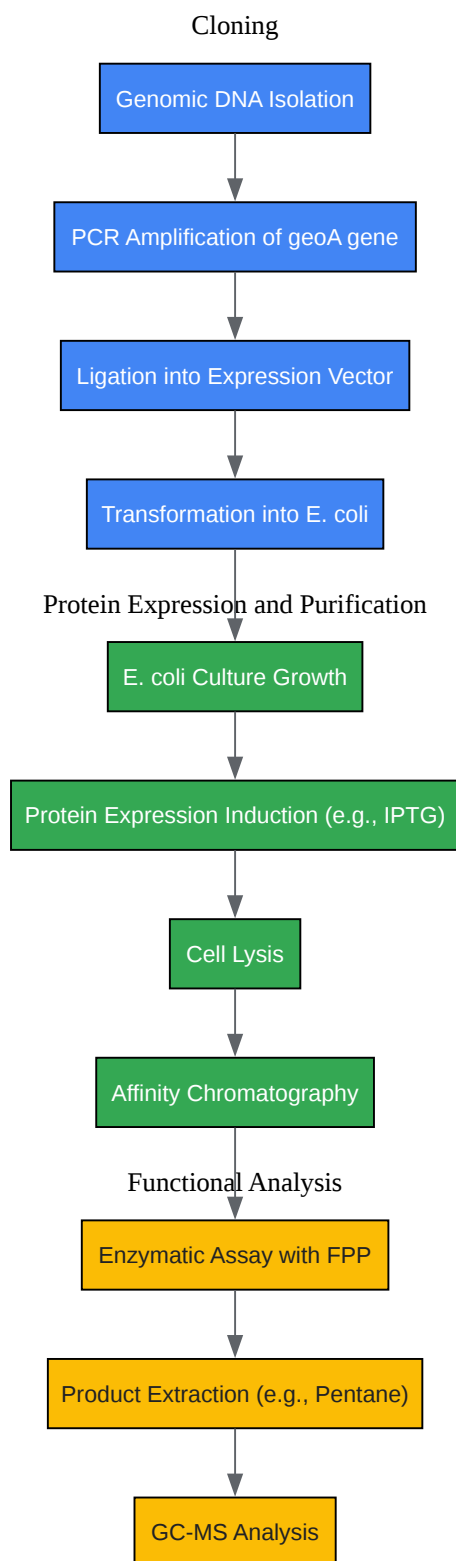 Cloning
Genomic DNA Isolation
PCR Amplification of geoA gene
Ligation into Expression Vector
Transformation into E. coli
Protein Expression and Purification
E. coli Culture Growth
Protein Expression Induction (e.g., IPTG)
Cell Lysis
Affinity Chromatography
Functional Analysis
Enzymatic Assay with FPP
Product Extraction (e.g., Pentane)
GC-MS Analysis